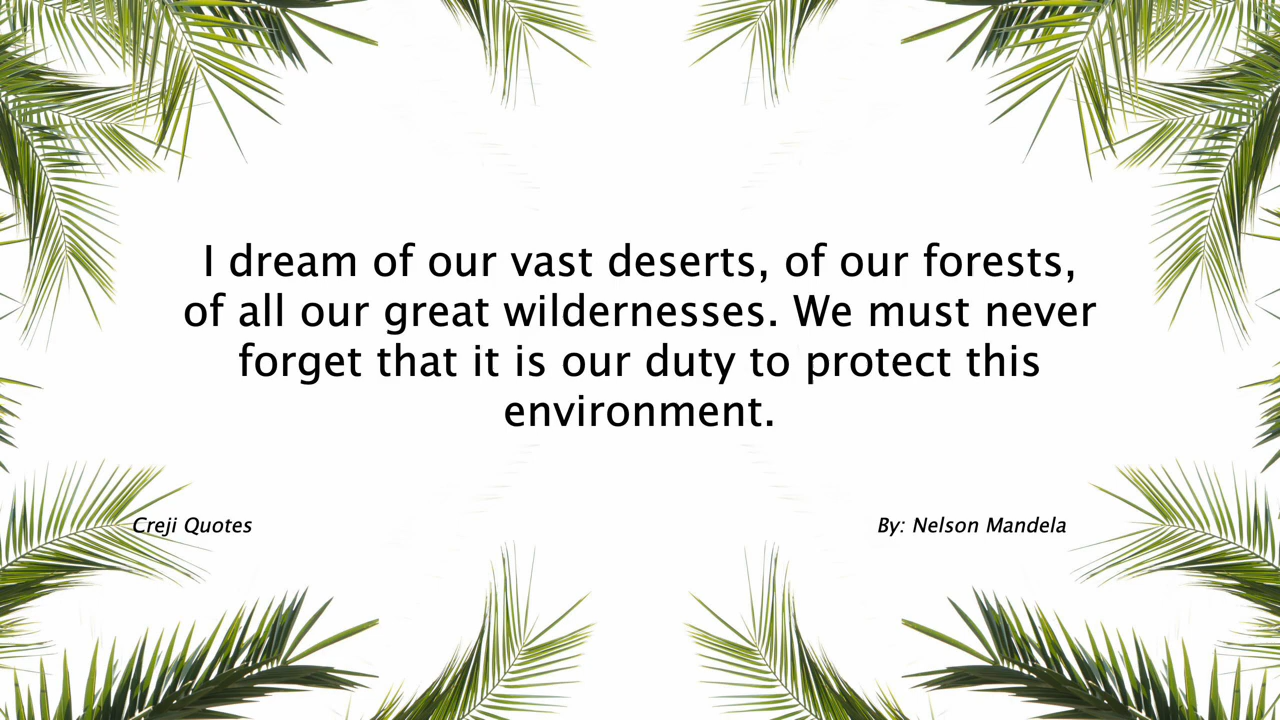 I dream of our vast deserts, of our forests,
of all our great wildernesses. We must never
forget that it is our duty to protect this
environment.
Creji Quotes
By: Nelson Mandela